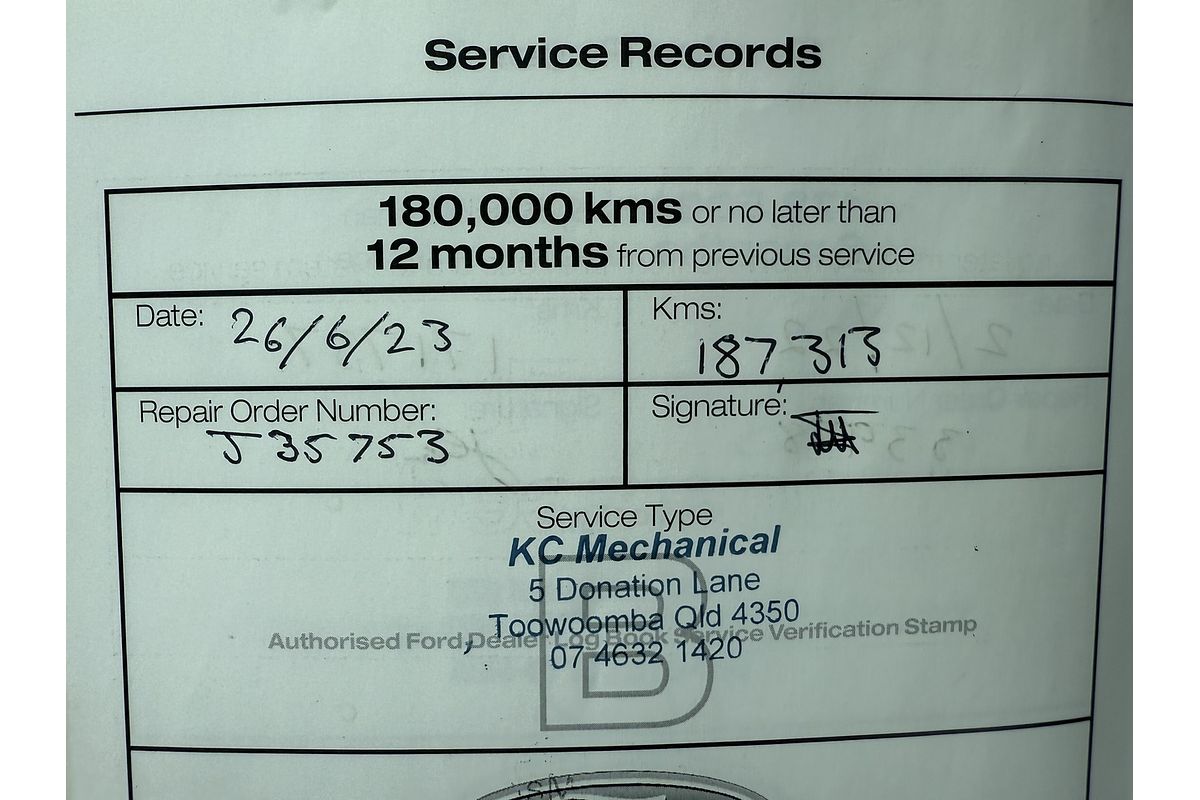 Service Records
180,000 kms or no later than
12 months from previous service
Date: 26/6/23
Kms: 187,313
Repair Order Number:
J35753
Signature:
Service Type
KC Mechanical
5 Donation Lane
Toowoomba Qld 4350
Authorised Ford Dealer Log Book Service Verification Stamp
07 4632 1420
B